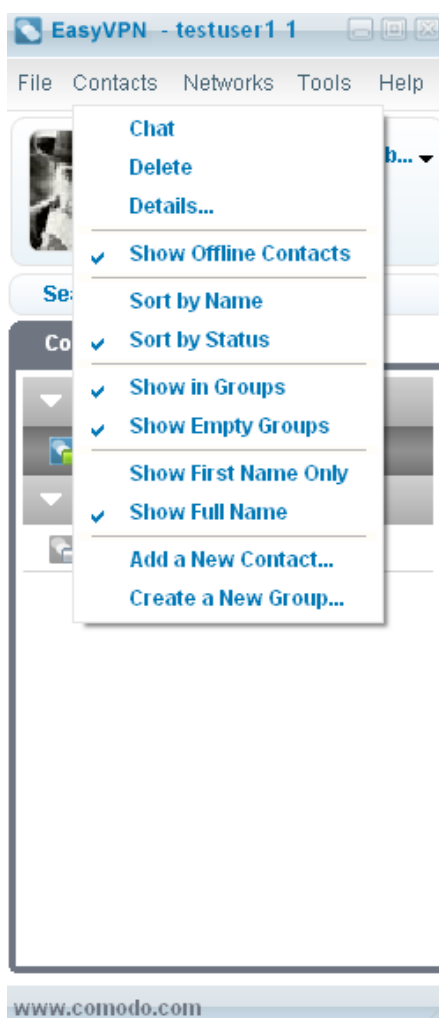 EasyVPN - testuser1 1
File Contacts Networks Tools Help
b...
Chat
Delete
Details...
Show Offline Contacts
Se
Sort by Name
Co
Sort by Status
Show in Groups
Show Empty Groups
Show First Name Only
Show Full Name
Add a New Contact...
Create a New Group...
www.comodo.com